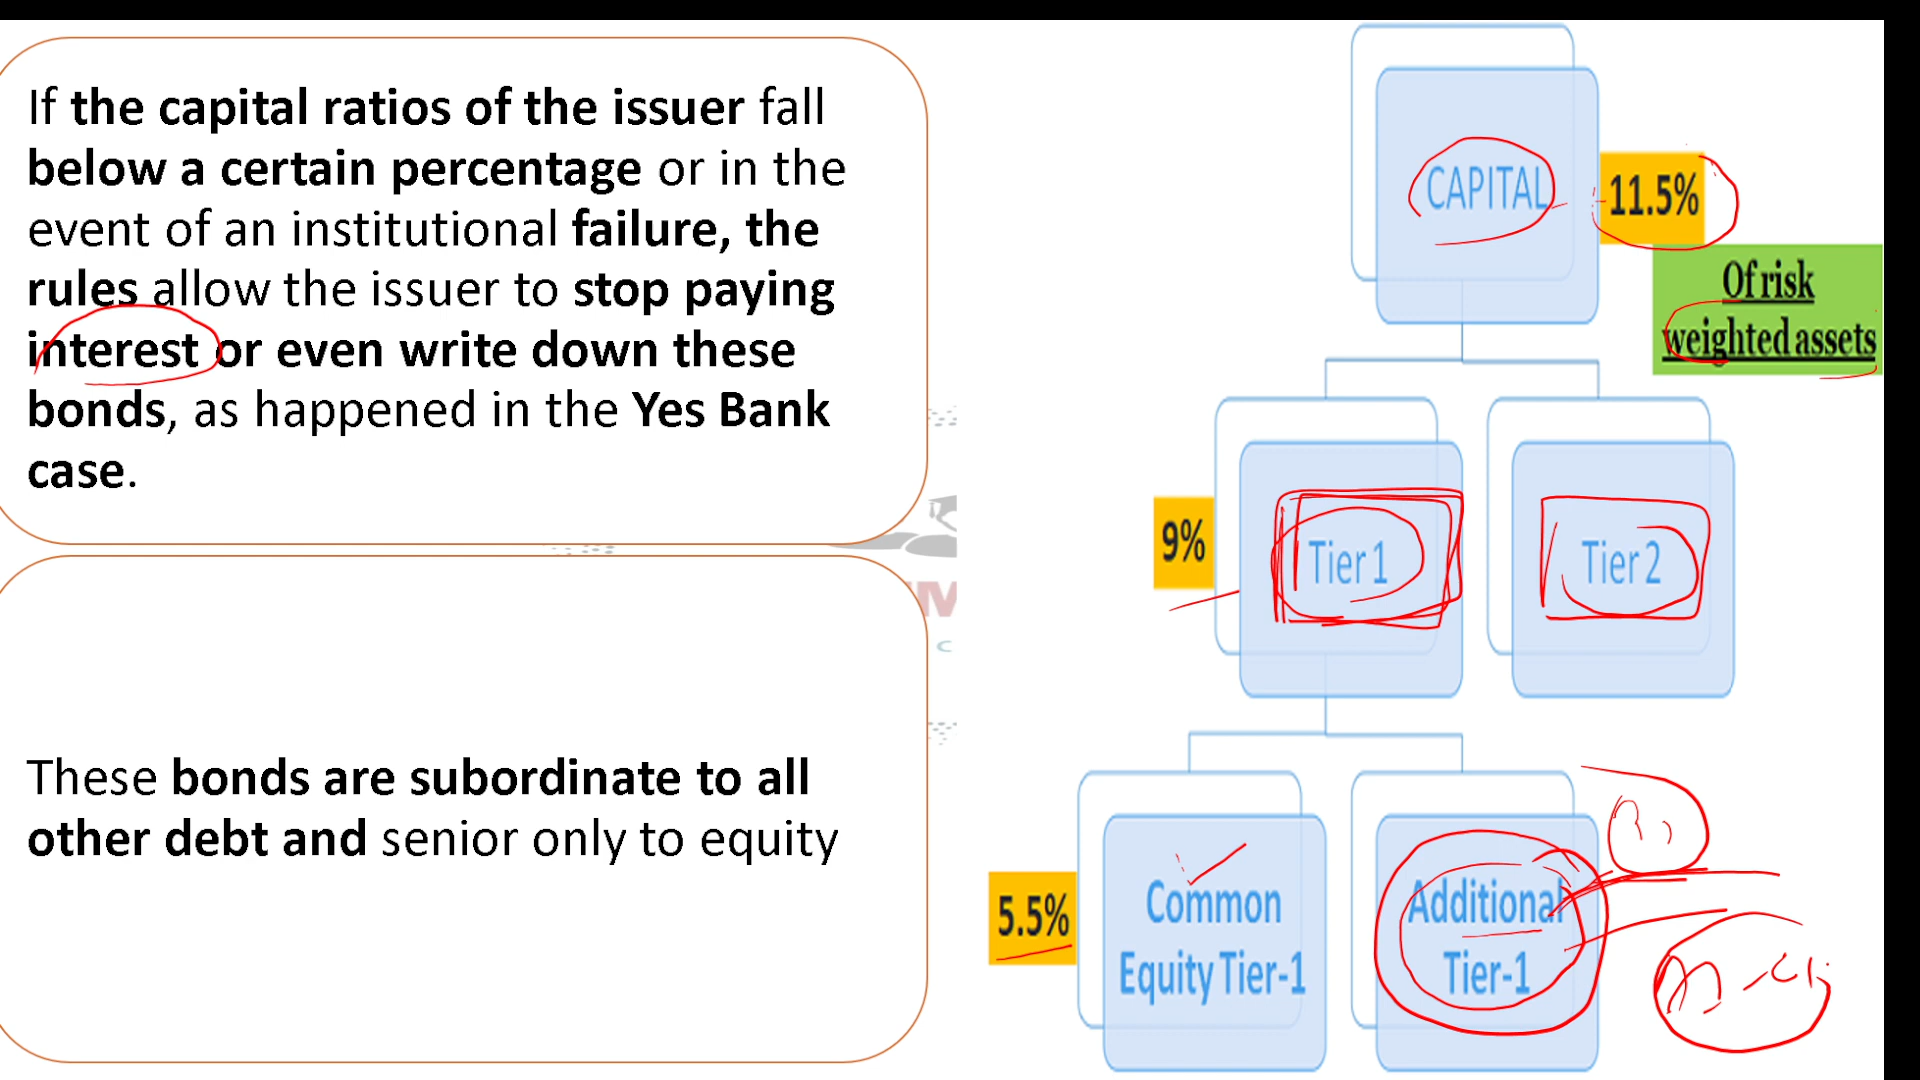 If the capital ratios of the issuer fall
below a certain percentage or in the
event of an institutional failure, the
rules allow the issuer to stop paying
interest or even write down these
bonds, as happened in the Yes Bank
case.
These bonds are subordinate to all
other debt and senior only to equity
CAPITAL
11.5%
Of risk
weighted assets
9%
Tier 1
Tier 2
5.5%
Common
Equity Tier-1
Additional
Tier-1